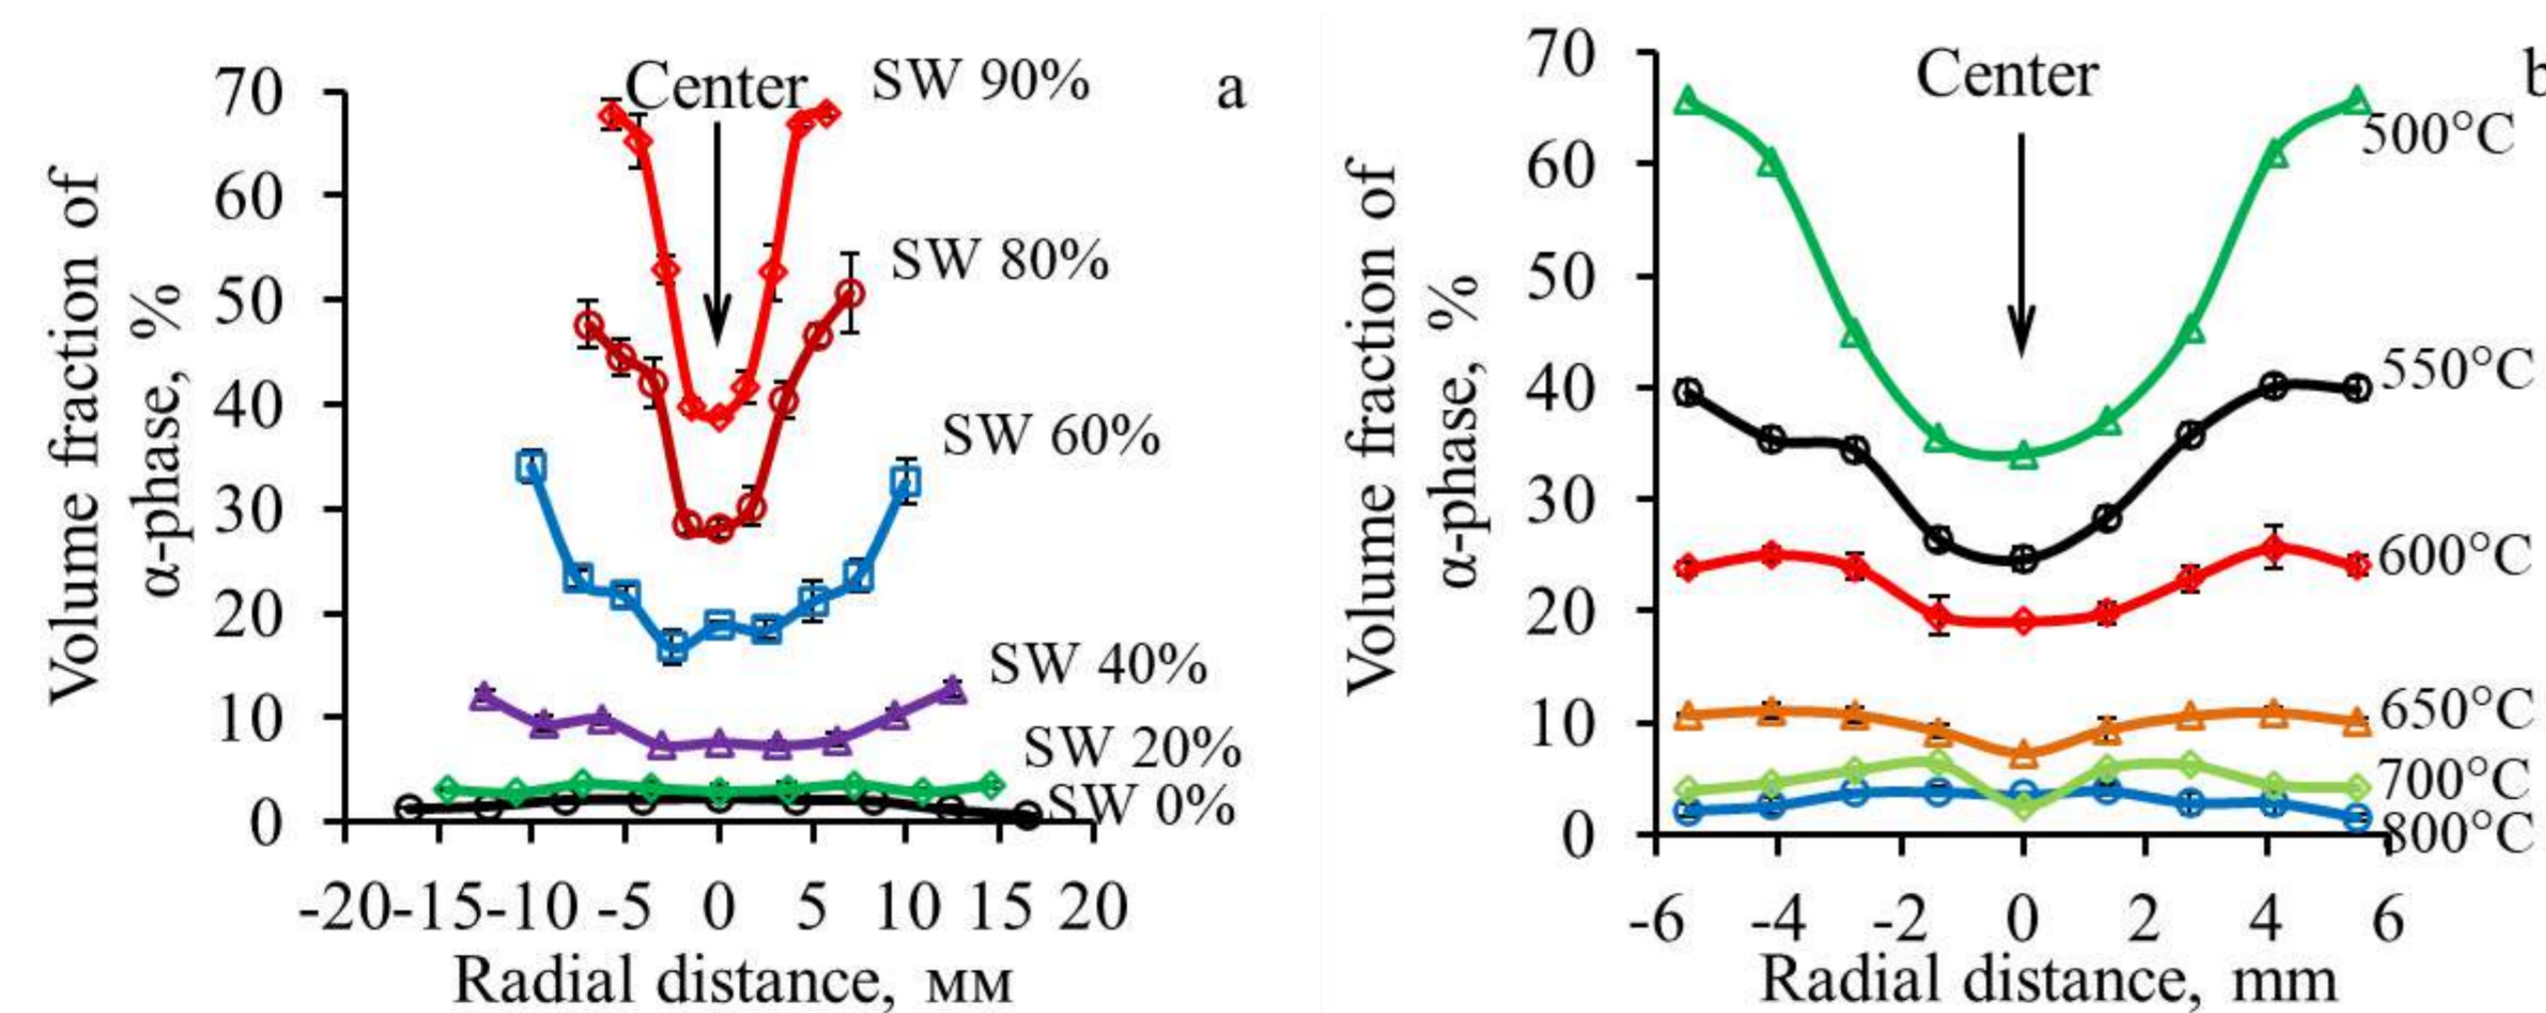 Volume fraction of
α-phase, %
70
60
50
40
30
20
10
0
Center
SW 90%
a
SW 80%
SW 60%
SW 40%
SW 20%
SW 0%
-20 -15 -10 -5 0 5 10 15 20
Radial distance, мм
Volume fraction of
α-phase, %
70
60
50
40
30
20
10
0
Center
b
500°C
550°C
600°C
650°C
700°C
800°C
-6 -4 -2 0 2 4 6
Radial distance, mm